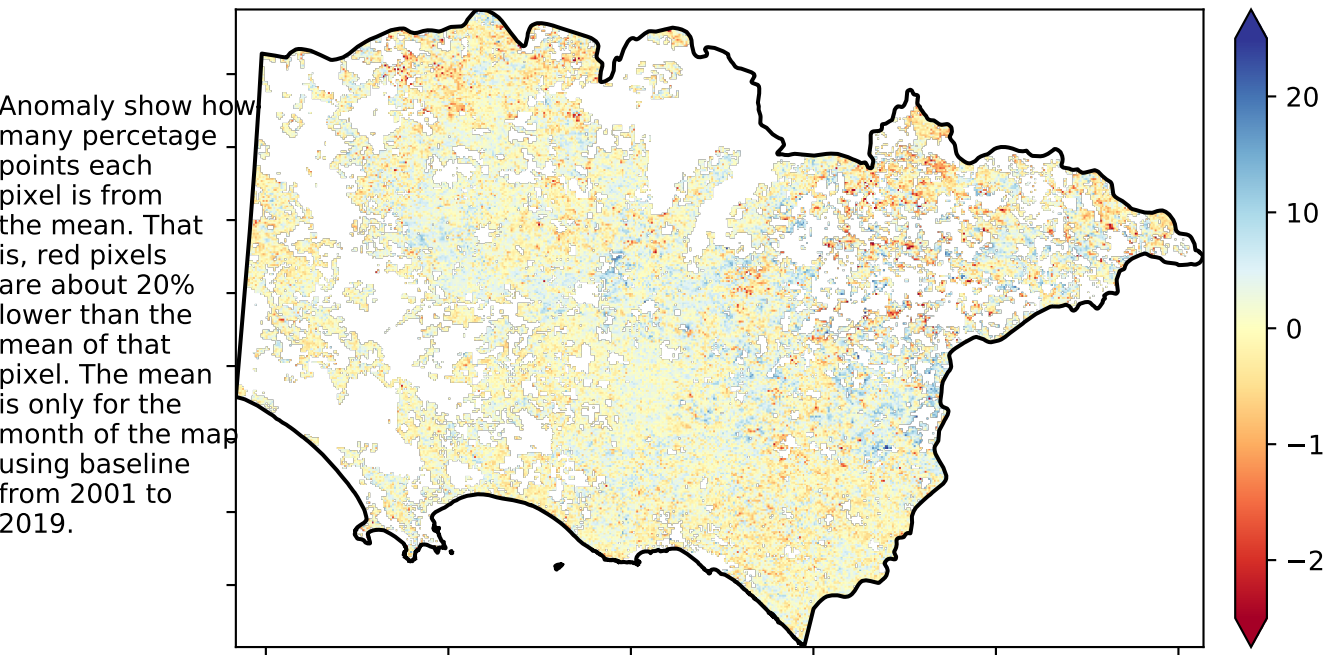 Anomaly show how
many percetage
points each
pixel is from
the mean. That
is, red pixels
are about 20%
lower than the
mean of that
pixel. The mean
is only for the
month of the map
using baseline
from 2001 to
2019.
20
10
0
−1
−2